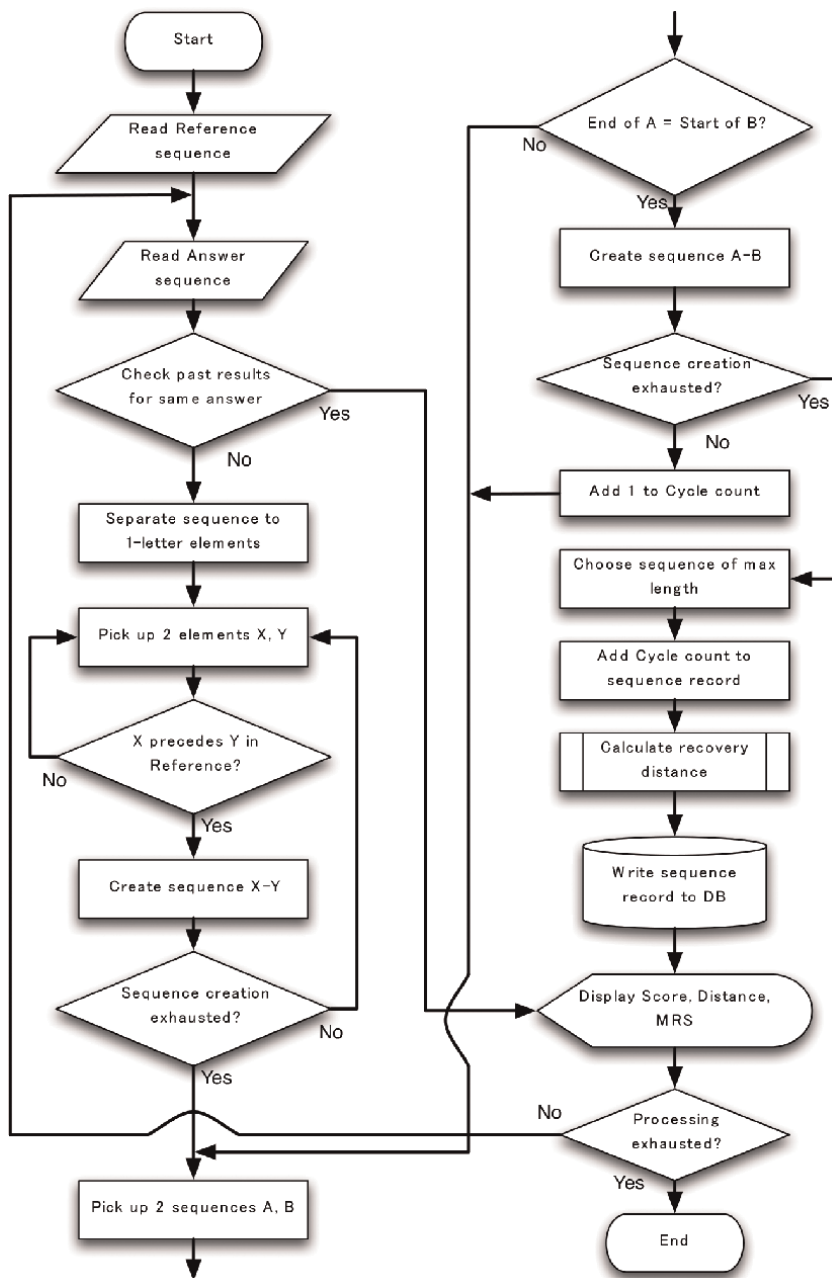 Start
Read Reference
sequence
Read Answer
sequence
Check past results
for same answer
Yes
No
Separate sequence to
1-letter elements
Pick up 2 elements X, Y
X precedes Y in
Reference?
No
Yes
Create sequence X-Y
Sequence creation
exhausted?
No
Yes
Pick up 2 sequences A, B
End of A = Start of B?
No
Yes
Create sequence A-B
Sequence creation
exhausted?
Yes
No
Add 1 to Cycle count
Choose sequence of max
length
Add Cycle count to
sequence record
Calculate recovery
distance
Write sequence
record to DB
Display Score, Distance,
MRS
No
Processing
exhausted?
Yes
End